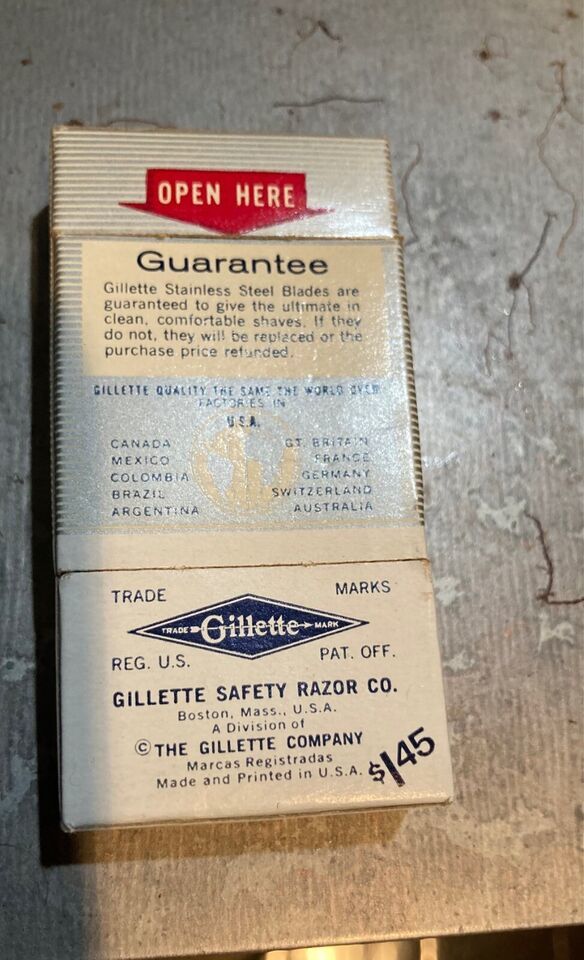 OPEN HERE
Guarantee
Gillette Stainless Steel Blades are
guaranteed to give the ultimate in
clean, comfortable shaves. If they
do not, they will be replaced or the
purchase price refunded.
GILLETTE QUALITY THE SAME THE WORLD OVER
FACTORIES IN
U.S.A.
CANADA GT. BRITAIN
MEXICO FRANCE
COLOMBIA GERMANY
BRAZIL SWITZERLAND
ARGENTINA AUSTRALIA
TRADE MARKS
TRADE Gillette MARK
REG. U.S. PAT. OFF.
GILLETTE SAFETY RAZOR CO.
Boston, Mass., U.S.A.
A Division of
© THE GILLETTE COMPANY
Marcas Registradas
Made and Printed in U.S.A.
$1.45